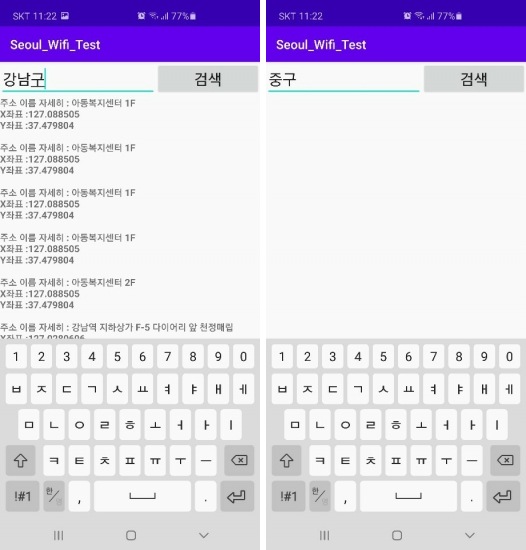 SKT 11:22 77%
Seoul_Wifi_Test
강남구 검색
주소 이름 자세히 : 아동복지센터 1F
X좌표 :127.088505
Y좌표 :37.479804
주소 이름 자세히 : 아동복지센터 1F
X좌표 :127.088505
Y좌표 :37.479804
주소 이름 자세히 : 아동복지센터 1F
X좌표 :127.088505
Y좌표 :37.479804
주소 이름 자세히 : 아동복지센터 1F
X좌표 :127.088505
Y좌표 :37.479804
주소 이름 자세히 : 아동복지센터 2F
X좌표 :127.088505
Y좌표 :37.479804
주소 이름 자세히 : 강남역 지하상가 F-5 다이어리 앞 천정매립
1 2 3 4 5 6 7 8 9 0
ㅂ ㅈ ㄷ ㄱ ㅅ ㅛ ㅕ ㅑ ㅐ ㅔ
ㅁ ㄴ ㅇ ㄹ ㅎ ㅗ ㅓ ㅏ ㅣ
ㅋ ㅌ ㅊ ㅍ ㅠ ㅜ ㅡ
!#1 한/ , .
SKT 11:22 77%
Seoul_Wifi_Test
중구 검색
1 2 3 4 5 6 7 8 9 0
ㅂ ㅈ ㄷ ㄱ ㅅ ㅛ ㅕ ㅑ ㅐ ㅔ
ㅁ ㄴ ㅇ ㄹ ㅎ ㅗ ㅓ ㅏ ㅣ
ㅋ ㅌ ㅊ ㅍ ㅠ ㅜ ㅡ
!#1 한/ , .